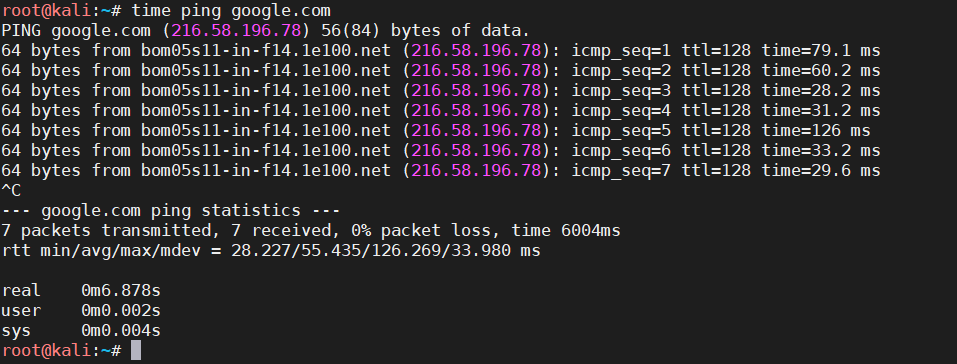 root@kali:~# time ping google.com
PING google.com (216.58.196.78) 56(84) bytes of data.
64 bytes from bom05s11-in-f14.1e100.net (216.58.196.78): icmp_seq=1 ttl=128 time=79.1 ms
64 bytes from bom05s11-in-f14.1e100.net (216.58.196.78): icmp_seq=2 ttl=128 time=60.2 ms
64 bytes from bom05s11-in-f14.1e100.net (216.58.196.78): icmp_seq=3 ttl=128 time=28.2 ms
64 bytes from bom05s11-in-f14.1e100.net (216.58.196.78): icmp_seq=4 ttl=128 time=31.2 ms
64 bytes from bom05s11-in-f14.1e100.net (216.58.196.78): icmp_seq=5 ttl=128 time=126 ms
64 bytes from bom05s11-in-f14.1e100.net (216.58.196.78): icmp_seq=6 ttl=128 time=33.2 ms
64 bytes from bom05s11-in-f14.1e100.net (216.58.196.78): icmp_seq=7 ttl=128 time=29.6 ms
^C
--- google.com ping statistics ---
7 packets transmitted, 7 received, 0% packet loss, time 6004ms
rtt min/avg/max/mdev = 28.227/55.435/126.269/33.980 ms

real    0m6.878s
user    0m0.002s
sys     0m0.004s
root@kali:~#